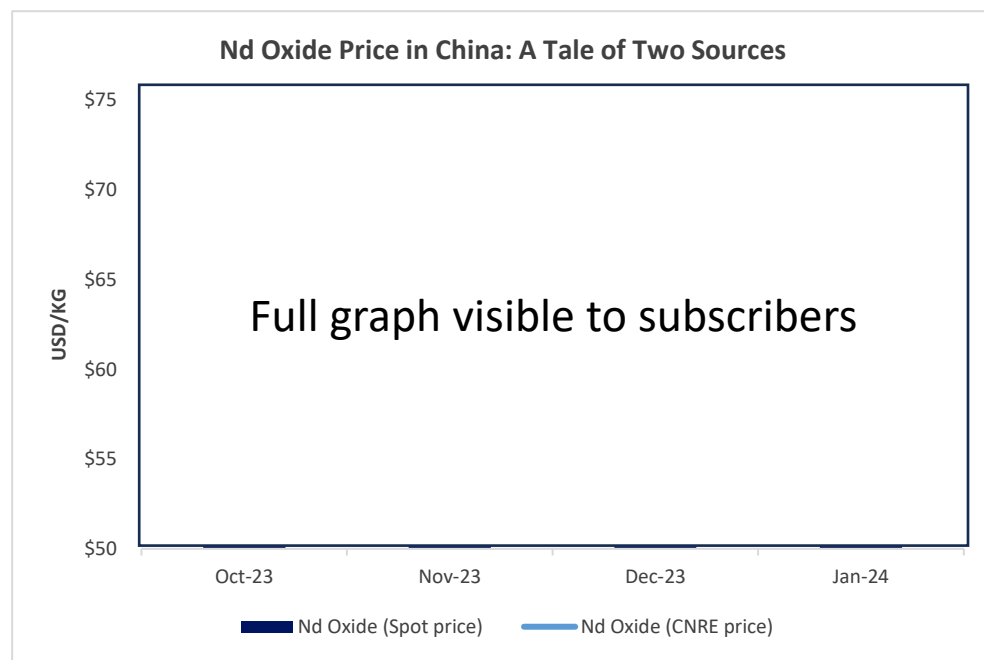 Nd Oxide Price in China: A Tale of Two Sources
$75
$70
$65
$60
$55
$50
USD/KG
Full graph visible to subscribers
Oct-23 Nov-23 Dec-23 Jan-24
Nd Oxide (Spot price) Nd Oxide (CNRE price)